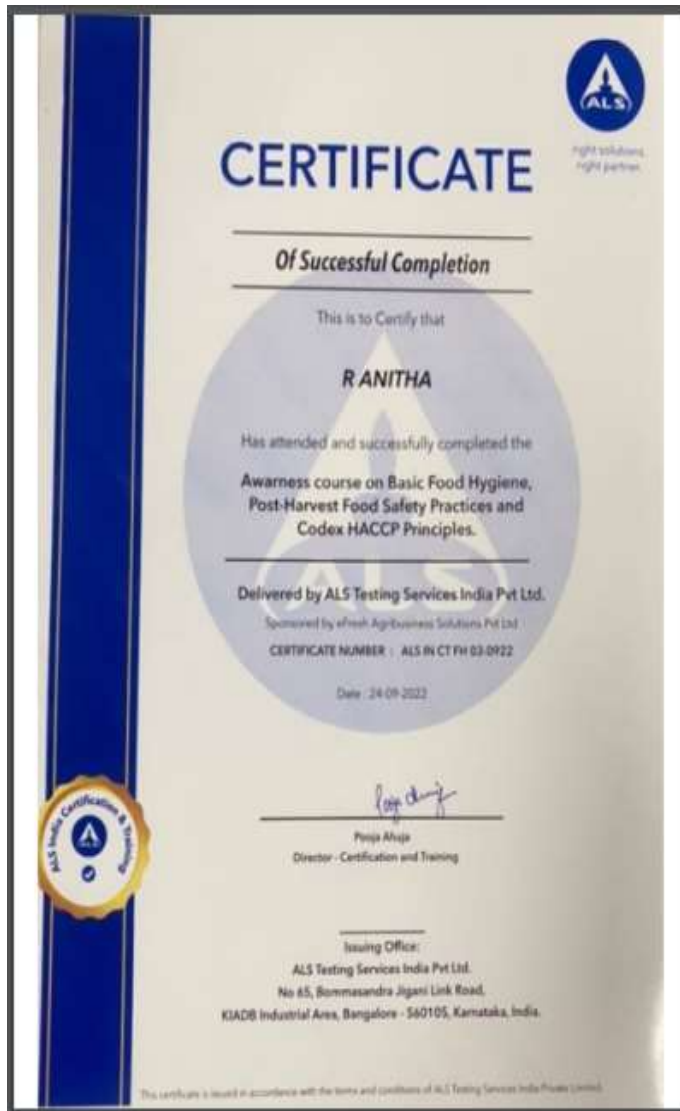 ALS
right solutions.
right partner.
CERTIFICATE
Of Successful Completion
This is to Certify that
R ANITHA
Has attended and successfully completed the
Awarness course on Basic Food Hygiene,
Post-Harvest Food Safety Practices and
Codex HACCP Principles.
ALS
Delivered by ALS Testing Services India Pvt Ltd.
Sponsored by eFresh Agribusiness Solutions Pvt Ltd
CERTIFICATE NUMBER : ALS IN CT FH 03-0922
Date : 24-09-2022
Pooja Ahuja
Director - Certification and Training
ALS India Certification & Training
ALS
Issuing Office:
ALS Testing Services India Pvt Ltd.
No 65, Bommasandra Jigani Link Road,
KIADB Industrial Area, Bangalore - 560105, Karnataka, India.
This certificate is issued in accordance with the terms and conditions of ALS Testing Services India Private Limited.